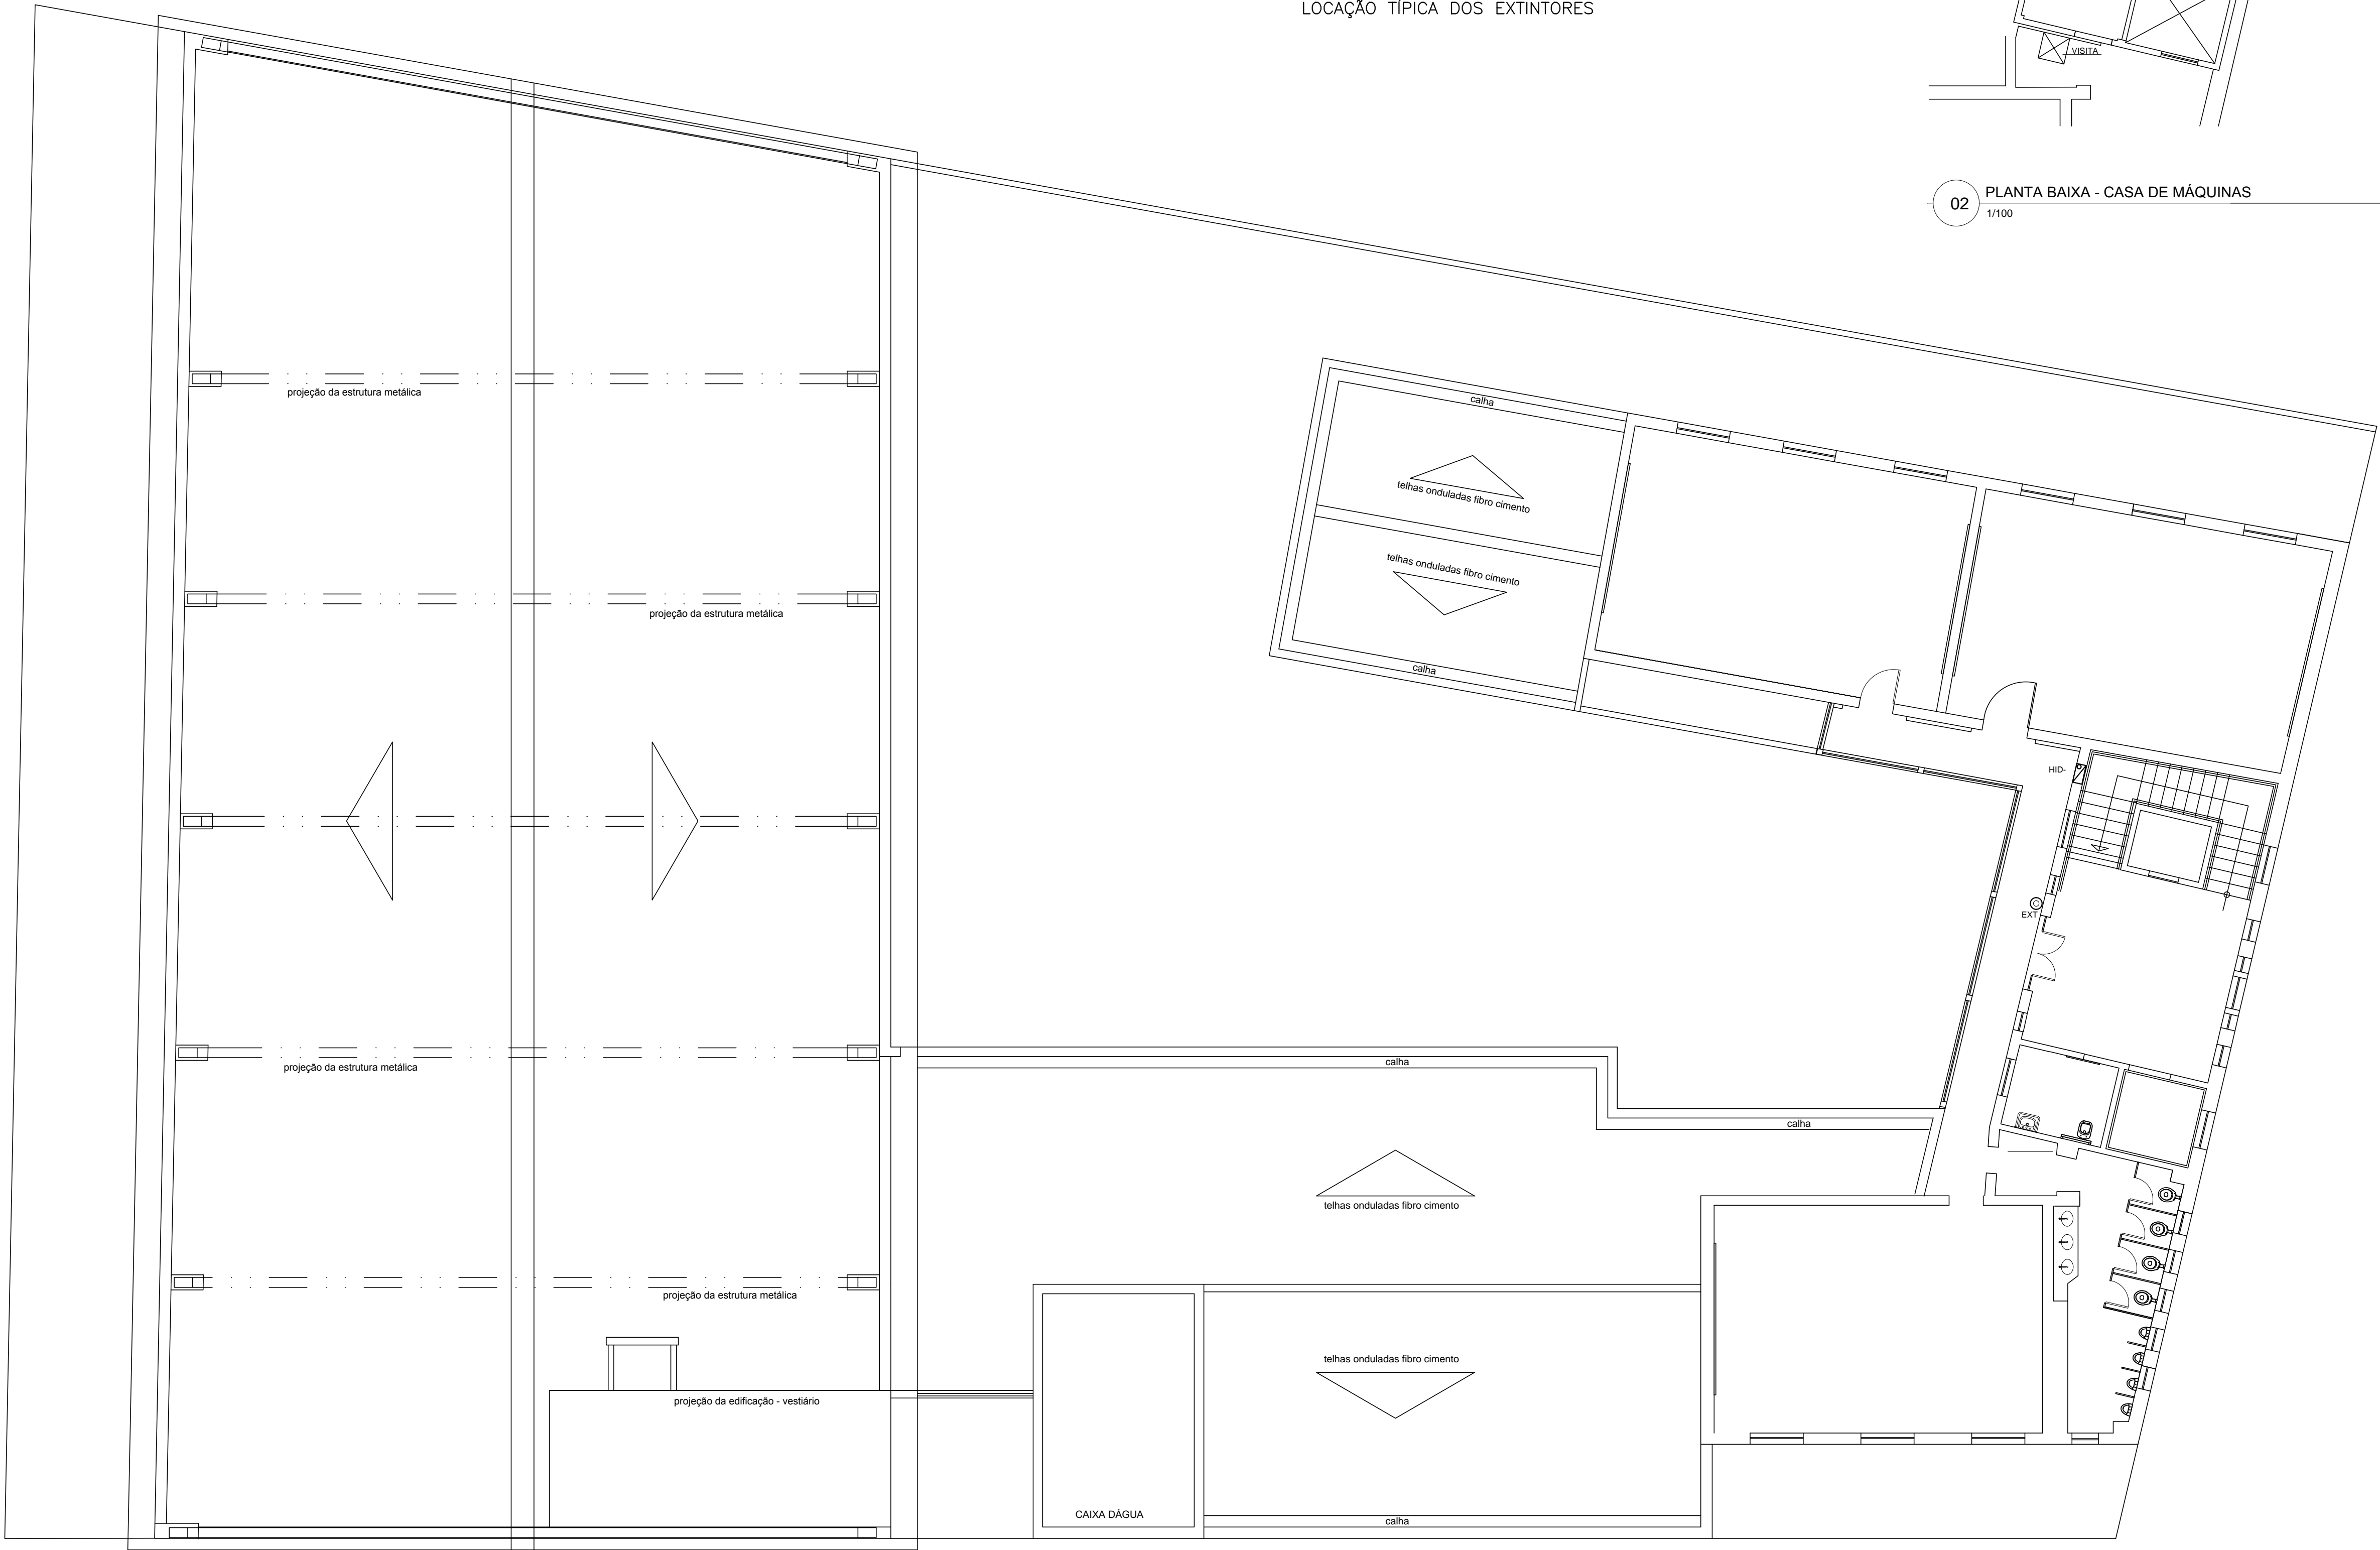 LOCAÇÃO TÍPICA DOS EXTINTORES
VISITA
02
PLANTA BAIXA - CASA DE MÁQUINAS
1/100
projeção da estrutura metálica
calha
telhas onduladas fibro cimento
telhas onduladas fibro cimento
projeção da estrutura metálica
calha
HID-
EXT
projeção da estrutura metálica
calha
calha
telhas onduladas fibro cimento
projeção da estrutura metálica
telhas onduladas fibro cimento
projeção da edificação - vestiário
CAIXA DÁGUA
calha